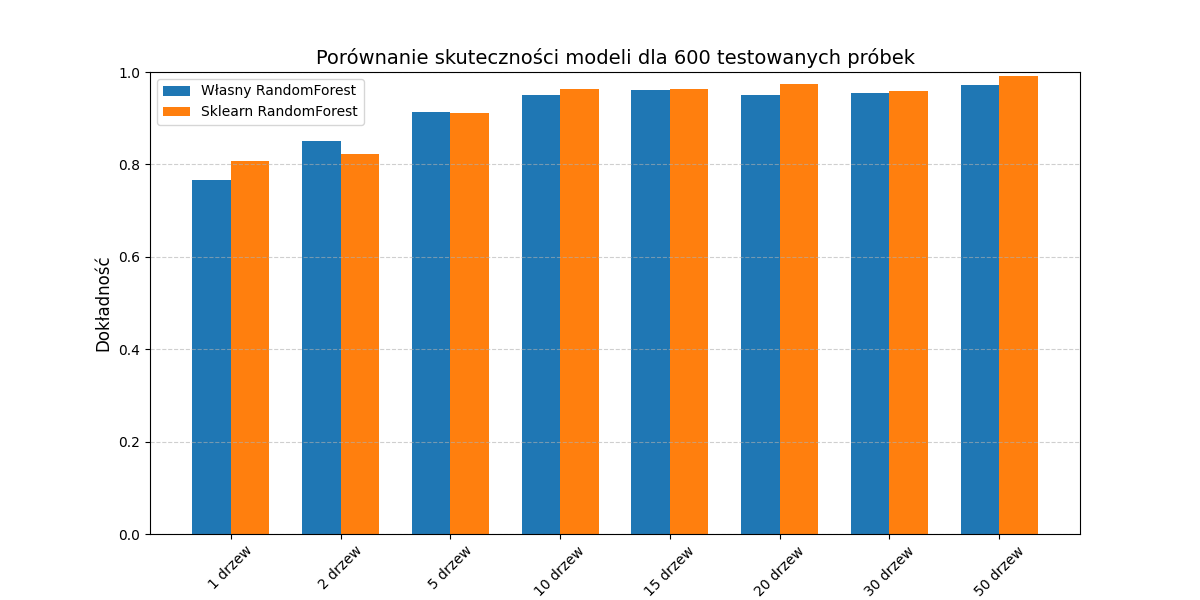 Porównanie skuteczności modeli dla 600 testowanych próbek
Własny RandomForest
Sklearn RandomForest
Dokładność
1.0
0.8
0.6
0.4
0.2
0.0
1 drzew
2 drzew
5 drzew
10 drzew
15 drzew
20 drzew
30 drzew
50 drzew